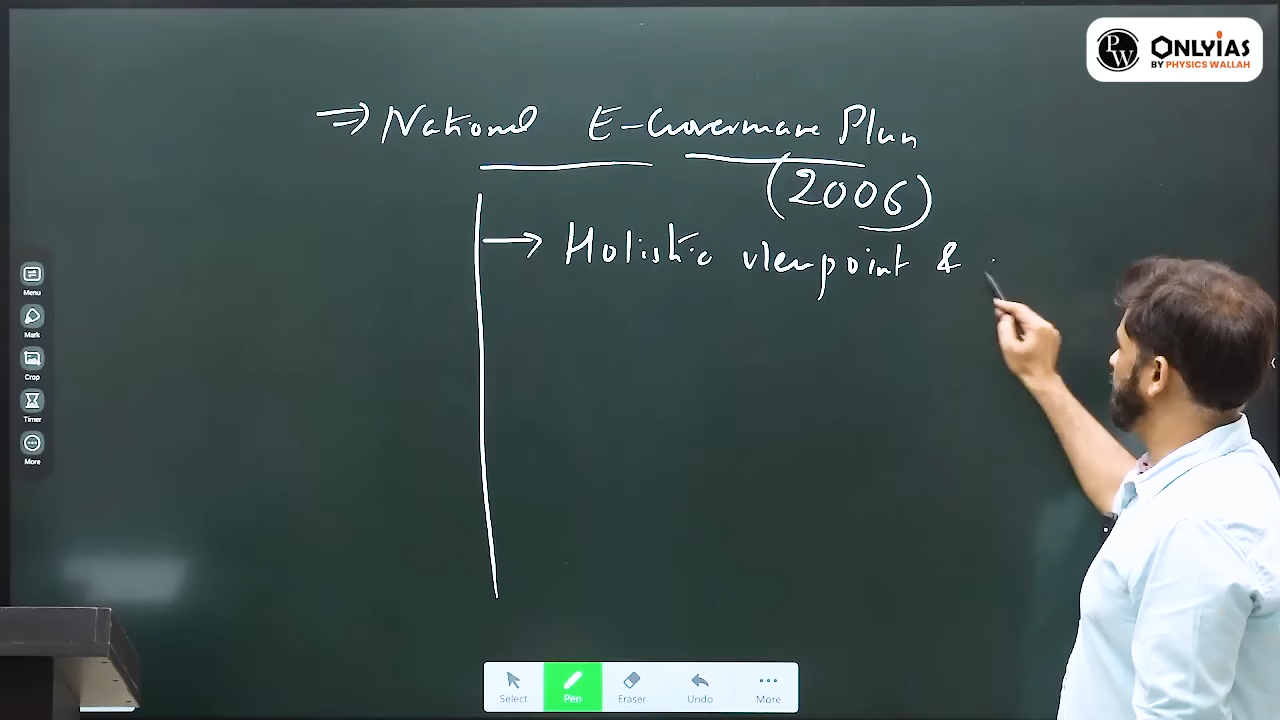 PW ONLYIAS
BY PHYSICS WALLAH
⇒ National E-Governance Plan
(2006)
→ Holistic viewpoint &
Menu
Mark
Crop
Timer
More
Select
Pen
Eraser
Undo
More